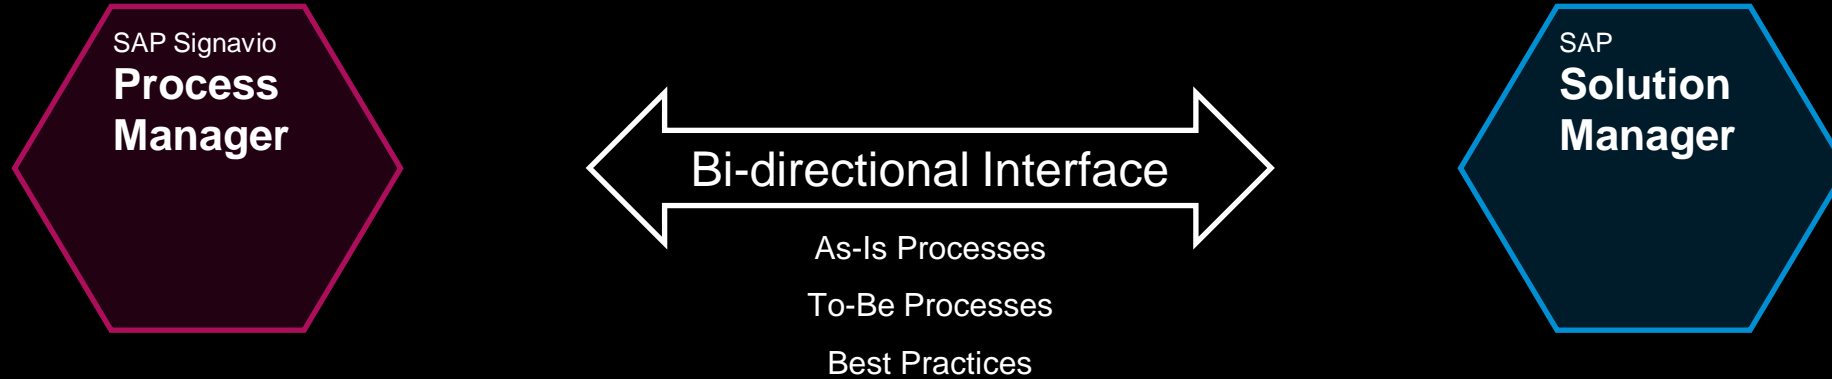 SAP Signavio
Process
Manager
Bi-directional Interface
As-Is Processes
To-Be Processes
Best Practices
SAP
Solution
Manager